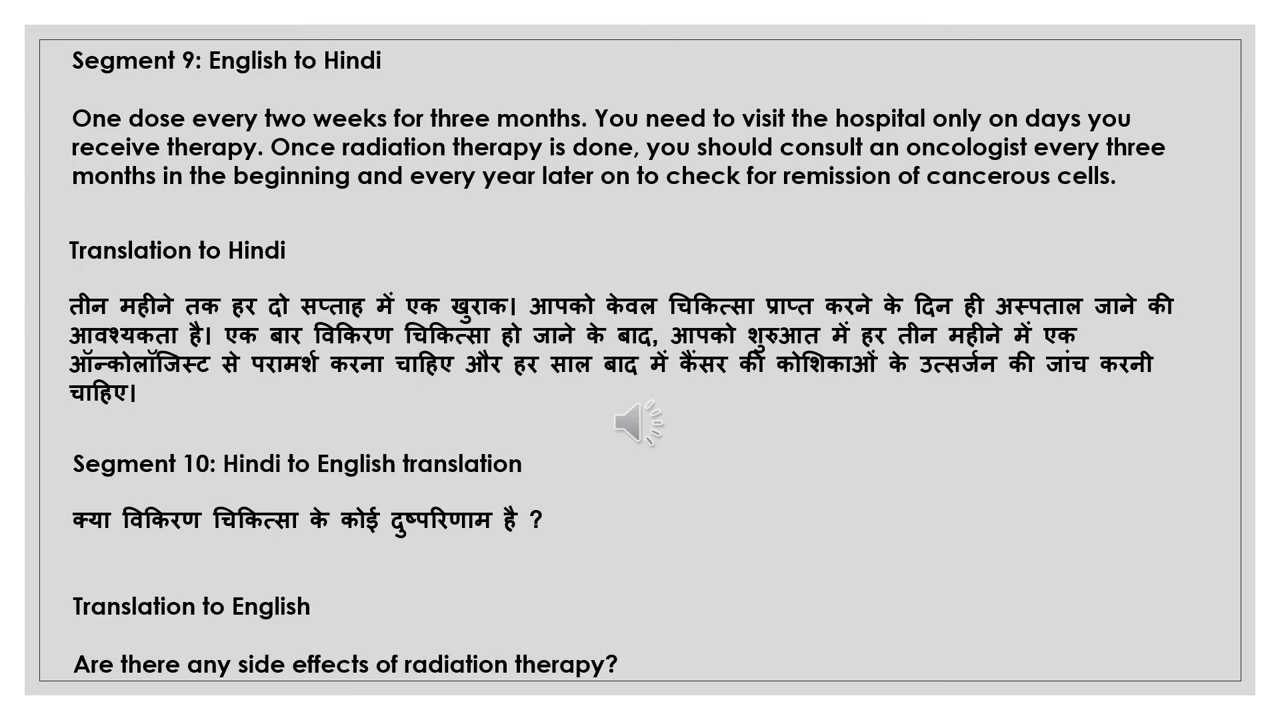 Segment 9: English to Hindi
One dose every two weeks for three months. You need to visit the hospital only on days you
receive therapy. Once radiation therapy is done, you should consult an oncologist every three
months in the beginning and every year later on to check for remission of cancerous cells.
Translation to Hindi
तीन महीने तक हर दो सप्ताह में एक खुराक। आपको केवल चिकित्सा प्राप्त करने के दिन ही अस्पताल जाने की
आवश्यकता है। एक बार विकिरण चिकित्सा हो जाने के बाद, आपको शुरुआत में हर तीन महीने में एक
ऑन्कोलॉजिस्ट से परामर्श करना चाहिए और हर साल बाद में कैंसर की कोशिकाओं के उत्सर्जन की जांच करनी
चाहिए।
Segment 10: Hindi to English translation
क्या विकिरण चिकित्सा के कोई दुष्परिणाम है ?
Translation to English
Are there any side effects of radiation therapy?